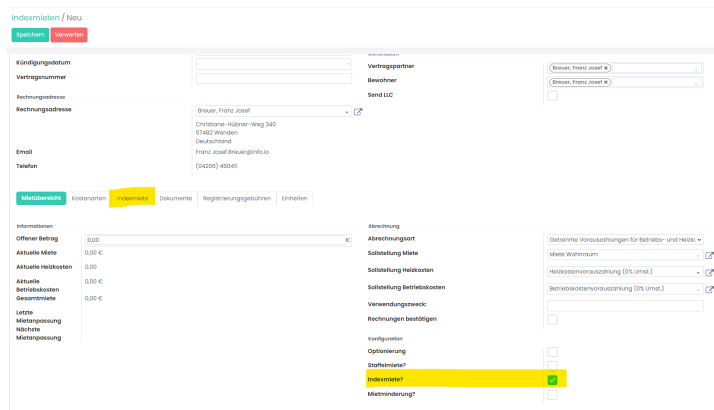 Indexmieten / Neu
Speichern Verwerfen
Kündigungsdatum
Vertragsnummer
Vertragspartner Breuer, Franz Josef ×
Bewohner Breuer, Franz Josef ×
Send LLC
Rechnungsadresse
Rechnungsadresse Breuer, Franz Josef
Christiane-Hübner-Weg 340
57482 Wenden
Deutschland
Email Franz Josef.Breuer@info.io
Telefon (04206) 460411
Mietübersicht Kostenarten Indexmiete Dokumente Registrierungsgebühren Einheiten
Informationen
Offener Betrag 0,00 €
Aktuelle Miete 0,00 €
Aktuelle Heizkosten 0,00
Aktuelle Betriebskosten 0,00 €
Gesamtmiete 0,00 €
Letzte
Mietanpassung
Nächste
Mietanpassung
Abrechnung
Abrechnungsart Getrennte Vorauszahlungen für Betriebs- und Heizkc
Sollstellung Miete Miete Wohnraum
Sollstellung Heizkosten Heizkostenvorauszahlung (0% Umst.)
Sollstellung Betriebskosten Betriebskostenvorauszahlung (0% Umst.)
Verwendungszweck:
Rechnungen bestätigen
Konfiguration
Optionierung
Staffelmiete?
Indexmiete?
Mietminderung?